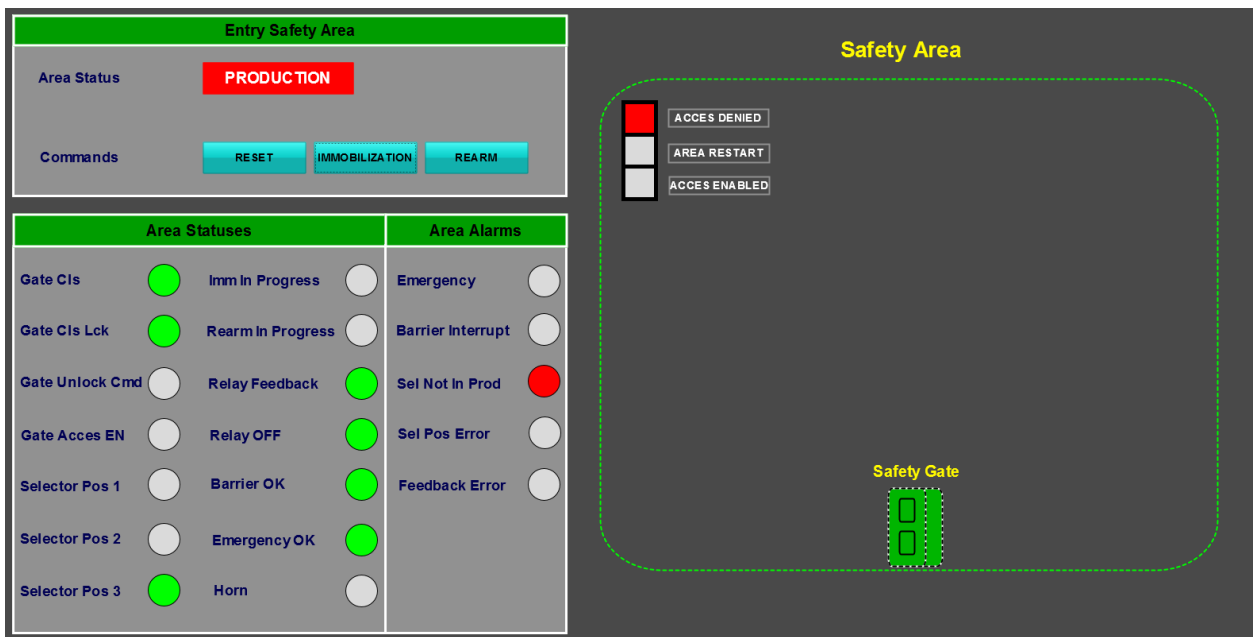 Entry Safety Area
Area Status
PRODUCTION
Commands
RESET
IMMOBILIZATION
REARM
Area Statuses
Gate Cls
Gate Cls Lck
Gate Unlock Cmd
Gate Acces EN
Selector Pos 1
Selector Pos 2
Selector Pos 3
Imm In Progress
Rearm In Progress
Relay Feedback
Relay OFF
Barrier OK
Emergency OK
Horn
Area Alarms
Emergency
Barrier Interrupt
Sel Not In Prod
Sel Pos Error
Feedback Error
Safety Area
ACCES DENIED
AREA RESTART
ACCES ENABLED
Safety Gate